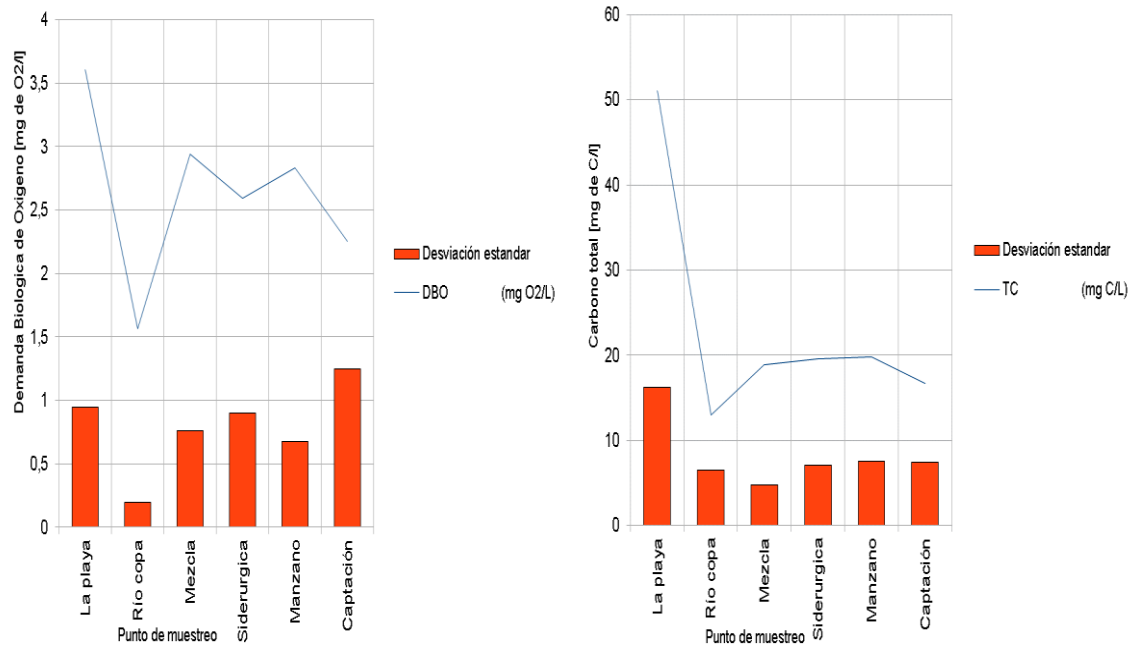 Demanda Biologica de Oxigeno [mg de O2/l]
4
3,5
3
2,5
2
1,5
1
0,5
0
La playa
Río copa
Mezcla
Siderurgica
Manzano
Captación
Punto de muestreo
Desviación estandar
DBO (mg O2/L)
Carbono total [mg de C/l]
60
50
40
30
20
10
0
La playa
Río copa
Mezcla
Siderurgica
Manzano
Captación
Punto de muestreo
Desviación estandar
TC (mg C/L)